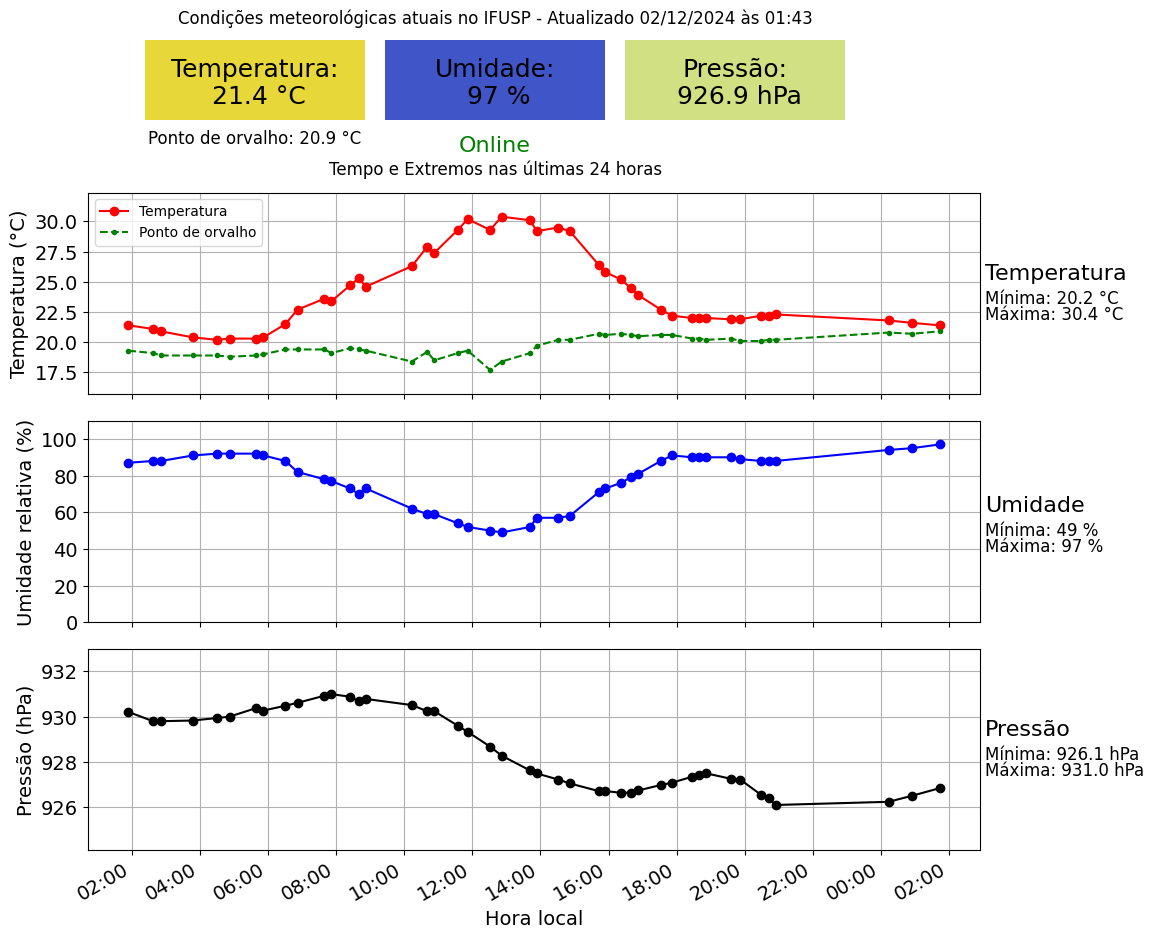 Condições meteorológicas atuais no IFUSP - Atualizado 02/12/2024 às 01:43
Temperatura:
21.4 °C
Umidade:
97 %
Pressão:
926.9 hPa
Ponto de orvalho: 20.9 °C
Online
Tempo e Extremos nas últimas 24 horas
Temperatura (°C)
30.0
27.5
25.0
22.5
20.0
17.5
Temperatura
Ponto de orvalho
Temperatura
Mínima: 20.2 °C
Máxima: 30.4 °C
Umidade relativa (%)
100
80
60
40
20
0
Umidade
Mínima: 49 %
Máxima: 97 %
Pressão (hPa)
932
930
928
926
Pressão
Mínima: 926.1 hPa
Máxima: 931.0 hPa
02:00
04:00
06:00
08:00
10:00
12:00
14:00
16:00
18:00
20:00
22:00
00:00
02:00
Hora local